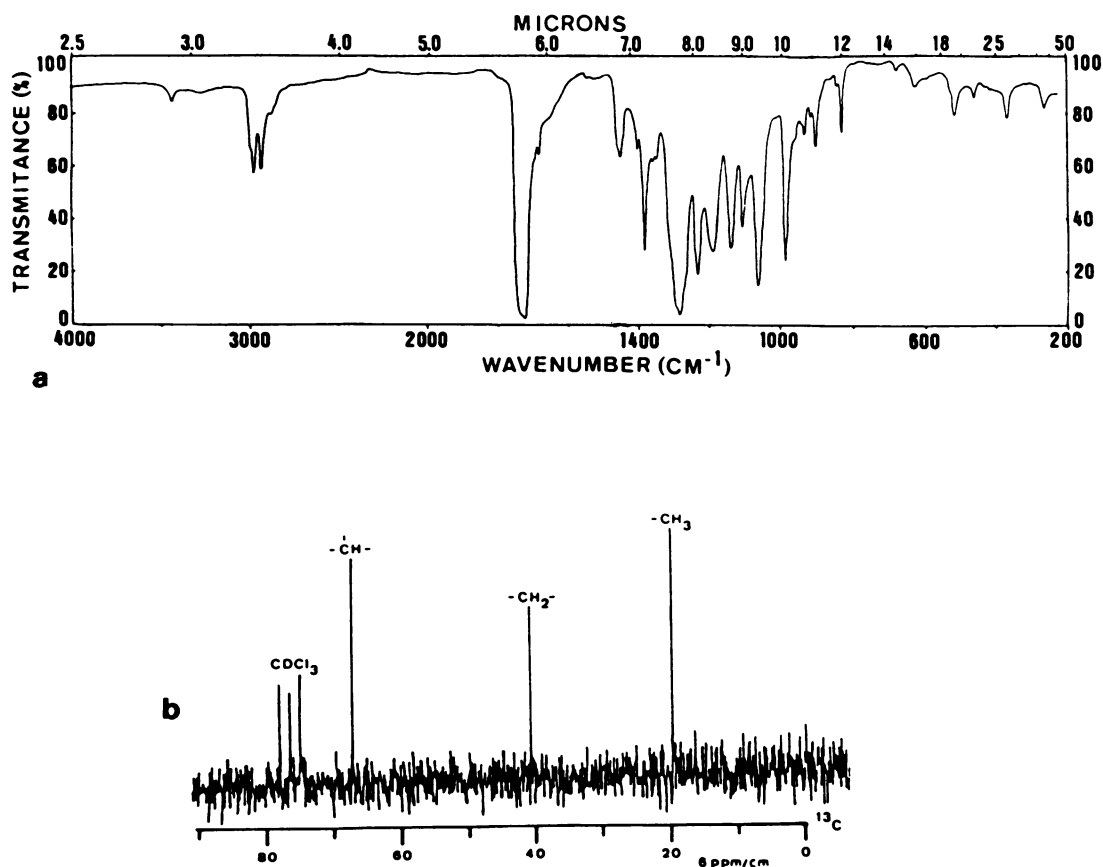 MICRONS
2.5 3.0 4.0 5.0 6.0 7.0 8.0 9.0 10 12 14 18 25 50
TRANSMITANCE (%)
100 100
80 80
60 60
40 40
20 20
0 0
4000 3000 2000 1400 1000 600 200
WAVENUMBER (CM-1)
a
-CH3
-CH-
-CH2-
CDCl3
b
13C
80 60 40 20 0
6 ppm/cm